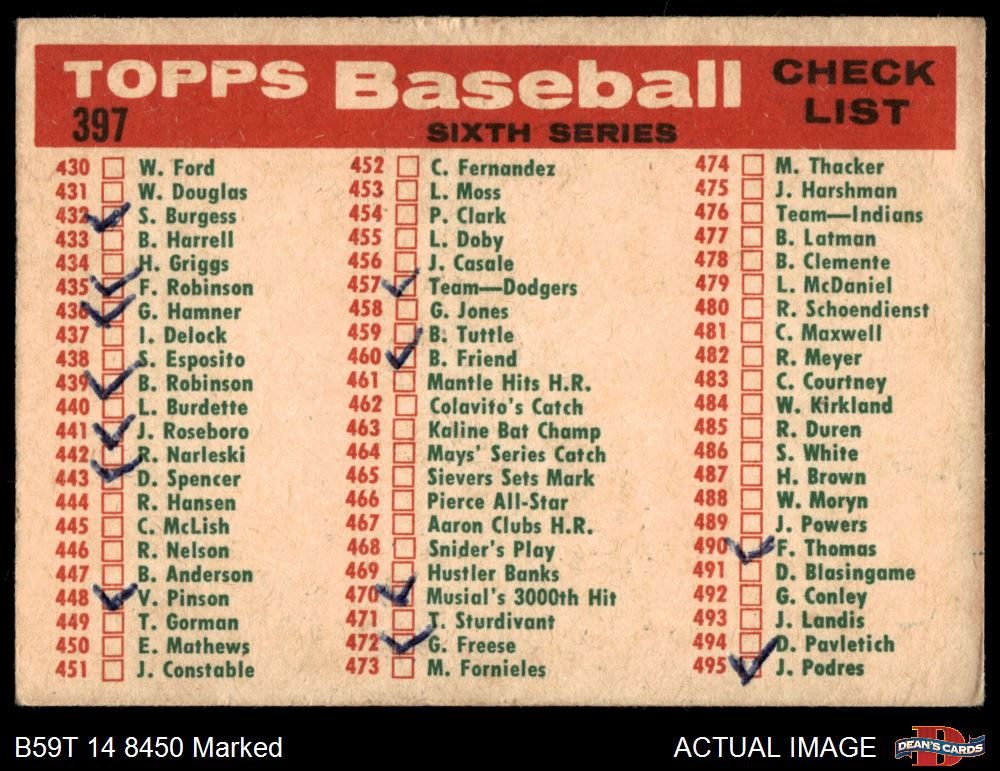 TOPPS Baseball CHECK LIST
397 SIXTH SERIES
430 W. Ford
431 W. Douglas
432 S. Burgess
433 B. Harrell
434 H. Griggs
435 F. Robinson
436 G. Hamner
437 I. Delock
438 S. Esposito
439 B. Robinson
440 L. Burdette
441 J. Roseboro
442 R. Narleski
443 D. Spencer
444 R. Hansen
445 C. McLish
446 R. Nelson
447 B. Anderson
448 V. Pinson
449 T. Gorman
450 E. Mathews
451 J. Constable
452 C. Fernandez
453 L. Moss
454 P. Clark
455 L. Doby
456 J. Casale
457 Team—Dodgers
458 G. Jones
459 B. Tuttle
460 B. Friend
461 Mantle Hits H.R.
462 Colavito's Catch
463 Kaline Bat Champ
464 Mays' Series Catch
465 Sievers Sets Mark
466 Pierce All-Star
467 Aaron Clubs H.R.
468 Snider's Play
469 Hustler Banks
470 Musial's 3000th Hit
471 T. Sturdivant
472 G. Freese
473 M. Fornieles
474 M. Thacker
475 J. Harshman
476 Team—Indians
477 B. Latman
478 B. Clemente
479 L. McDaniel
480 R. Schoendienst
481 C. Maxwell
482 R. Meyer
483 C. Courtney
484 W. Kirkland
485 R. Duren
486 S. White
487 H. Brown
488 W. Moryn
489 J. Powers
490 F. Thomas
491 D. Blasingame
492 G. Conley
493 J. Landis
494 D. Pavletich
495 J. Podres
B59T 14 8450 Marked
ACTUAL IMAGE
DEAN'S CARDS